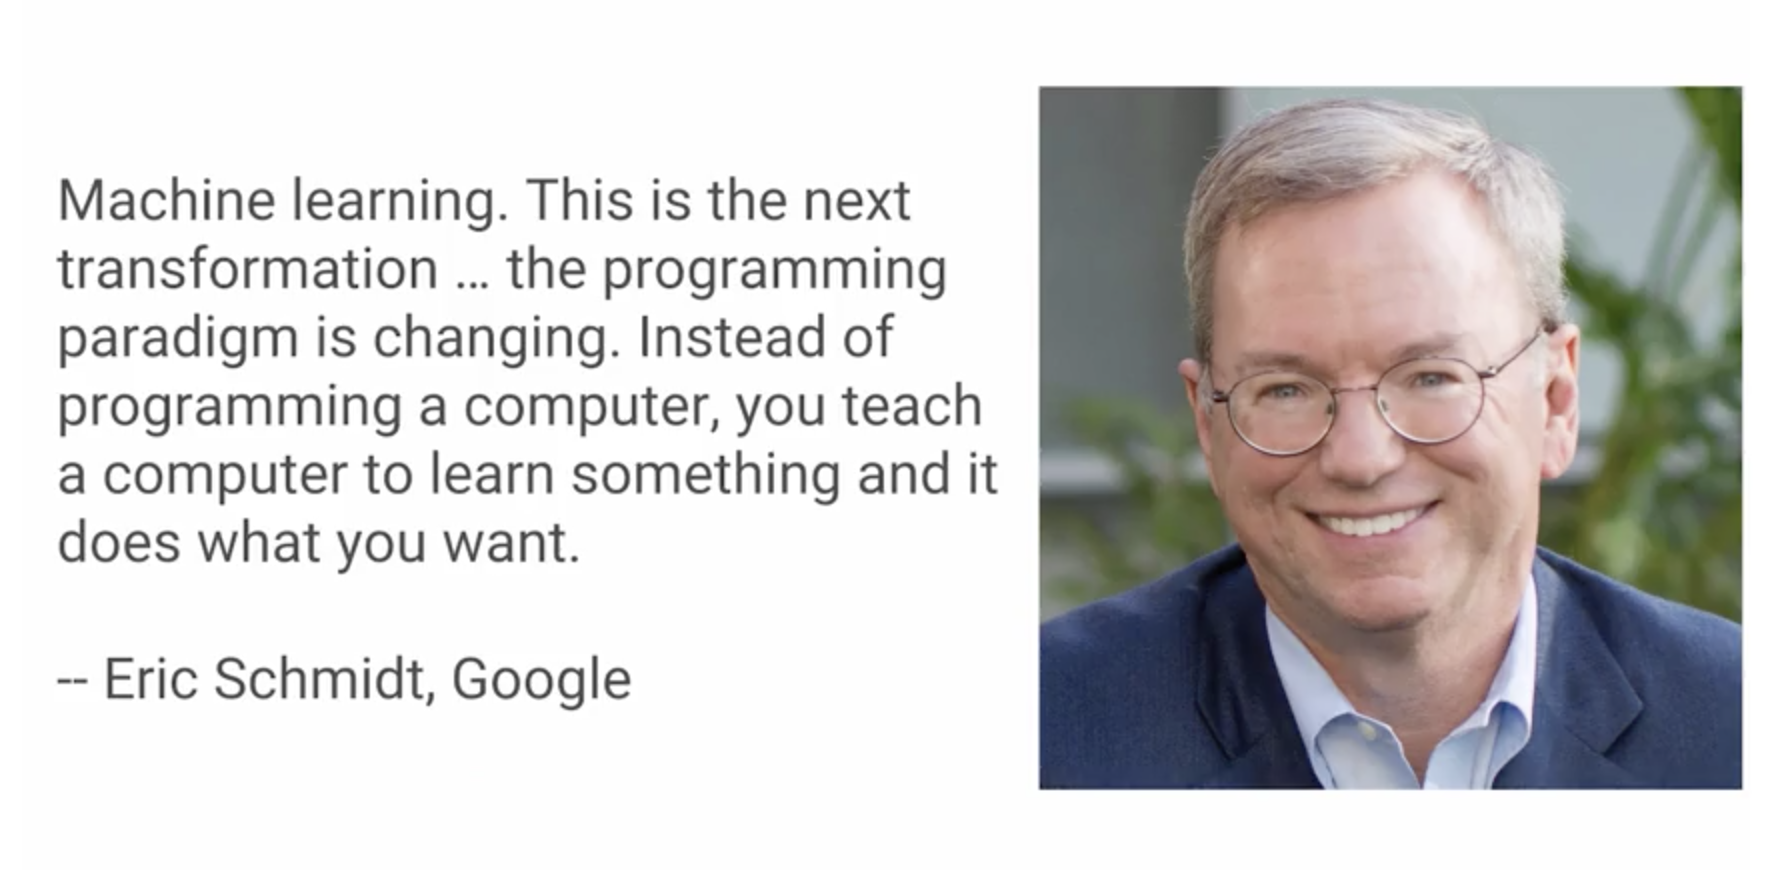 Machine learning. This is the next
transformation ... the programming
paradigm is changing. Instead of
programming a computer, you teach
a computer to learn something and it
does what you want.
-- Eric Schmidt, Google